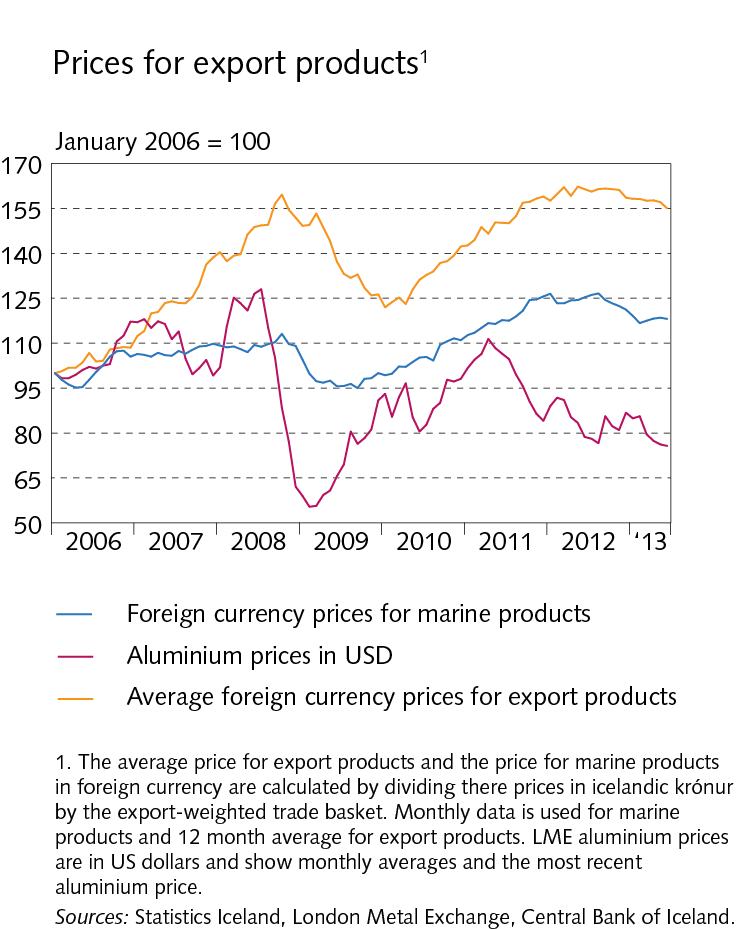 Prices for export products¹
January 2006 = 100
170
155
140
125
110
95
80
65
50
2006 2007 2008 2009 2010 2011 2012 ‘13
Foreign currency prices for marine products
Aluminium prices in USD
Average foreign currency prices for export products
1. The average price for export products and the price for marine products
in foreign currency are calculated by dividing there prices in icelandic krónur
by the export-weighted trade basket. Monthly data is used for marine
products and 12 month average for export products. LME aluminium prices
are in US dollars and show monthly averages and the most recent
aluminium price.
Sources: Statistics Iceland, London Metal Exchange, Central Bank of Iceland.